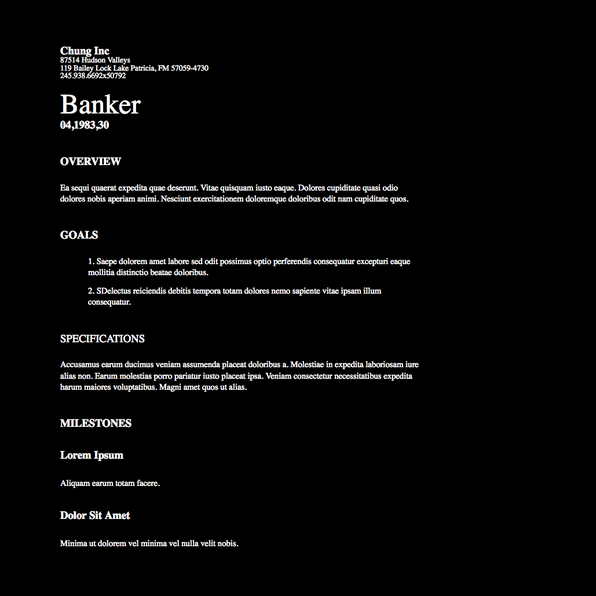 Chung Inc
87514 Hudson Valleys
119 Bailey Lock Lake Patricia, FM 57059-4730
245.938.6692x50792
Banker
04,1983,30
OVERVIEW
Ea sequi quaerat expedita quae deserunt. Vitae quisquam iusto eaque. Dolores cupiditate quasi odio
dolores nobis aperiam animi. Nesciunt exercitationem doloremque doloribus odit nam cupiditate quos.
GOALS
1. Saepe dolorem amet labore sed odit possimus optio perferendis consequatur excepturi eaque
mollitia distinctio beatae doloribus.
2. SDelectus reiciendis debitis tempora totam dolores nemo sapiente vitae ipsam illum
consequatur.
SPECIFICATIONS
Accusamus earum ducimus veniam assumenda placeat doloribus a. Molestiae in expedita laboriosam iure
alias non. Earum molestias porro pariatur iusto placeat ipsa. Veniam consectetur necessitatibus expedita
harum maiores voluptatibus. Magni amet quos ut alias.
MILESTONES
Lorem Ipsum
Aliquam earum totam facere.
Dolor Sit Amet
Minima ut dolorem vel minima vel nulla velit nobis.